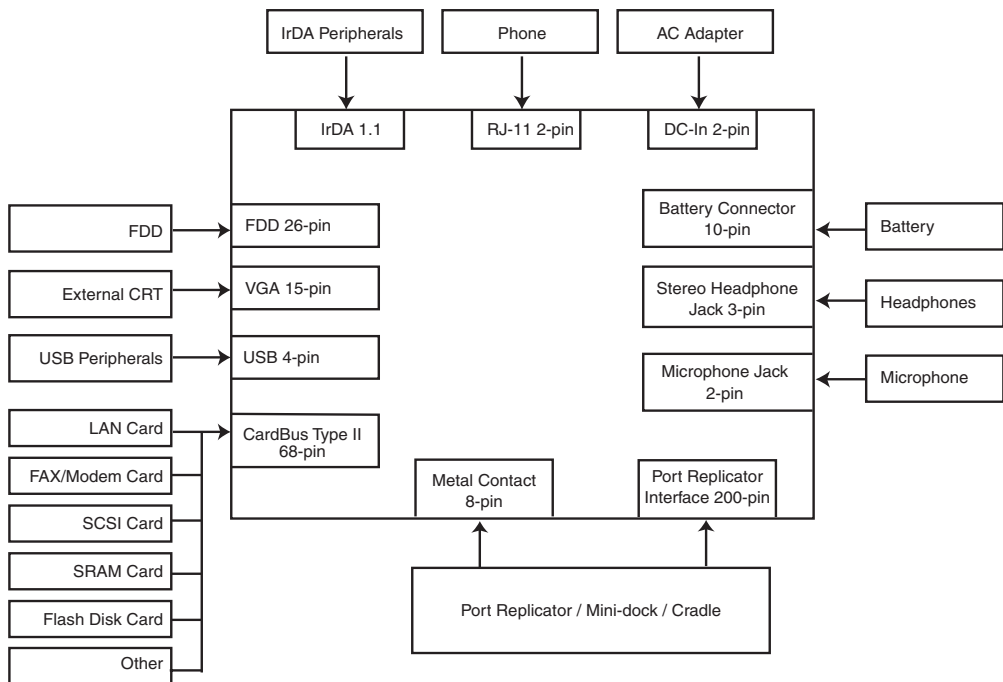 IrDA Peripherals
Phone
AC Adapter
IrDA 1.1
RJ-11 2-pin
DC-In 2-pin
FDD
FDD 26-pin
Battery Connector
10-pin
Battery
External CRT
VGA 15-pin
Stereo Headphone
Jack 3-pin
Headphones
USB Peripherals
USB 4-pin
Microphone Jack
2-pin
Microphone
LAN Card
CardBus Type II
68-pin
FAX/Modem Card
SCSI Card
SRAM Card
Flash Disk Card
Other
Metal Contact
8-pin
Port Replicator
Interface 200-pin
Port Replicator / Mini-dock / Cradle